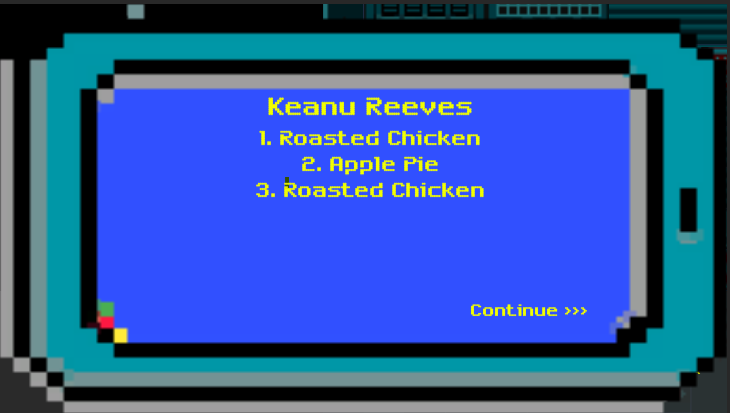 Keanu Reeves
1. Roasted Chicken
2. Apple Pie
3. Roasted Chicken
Continue >>>